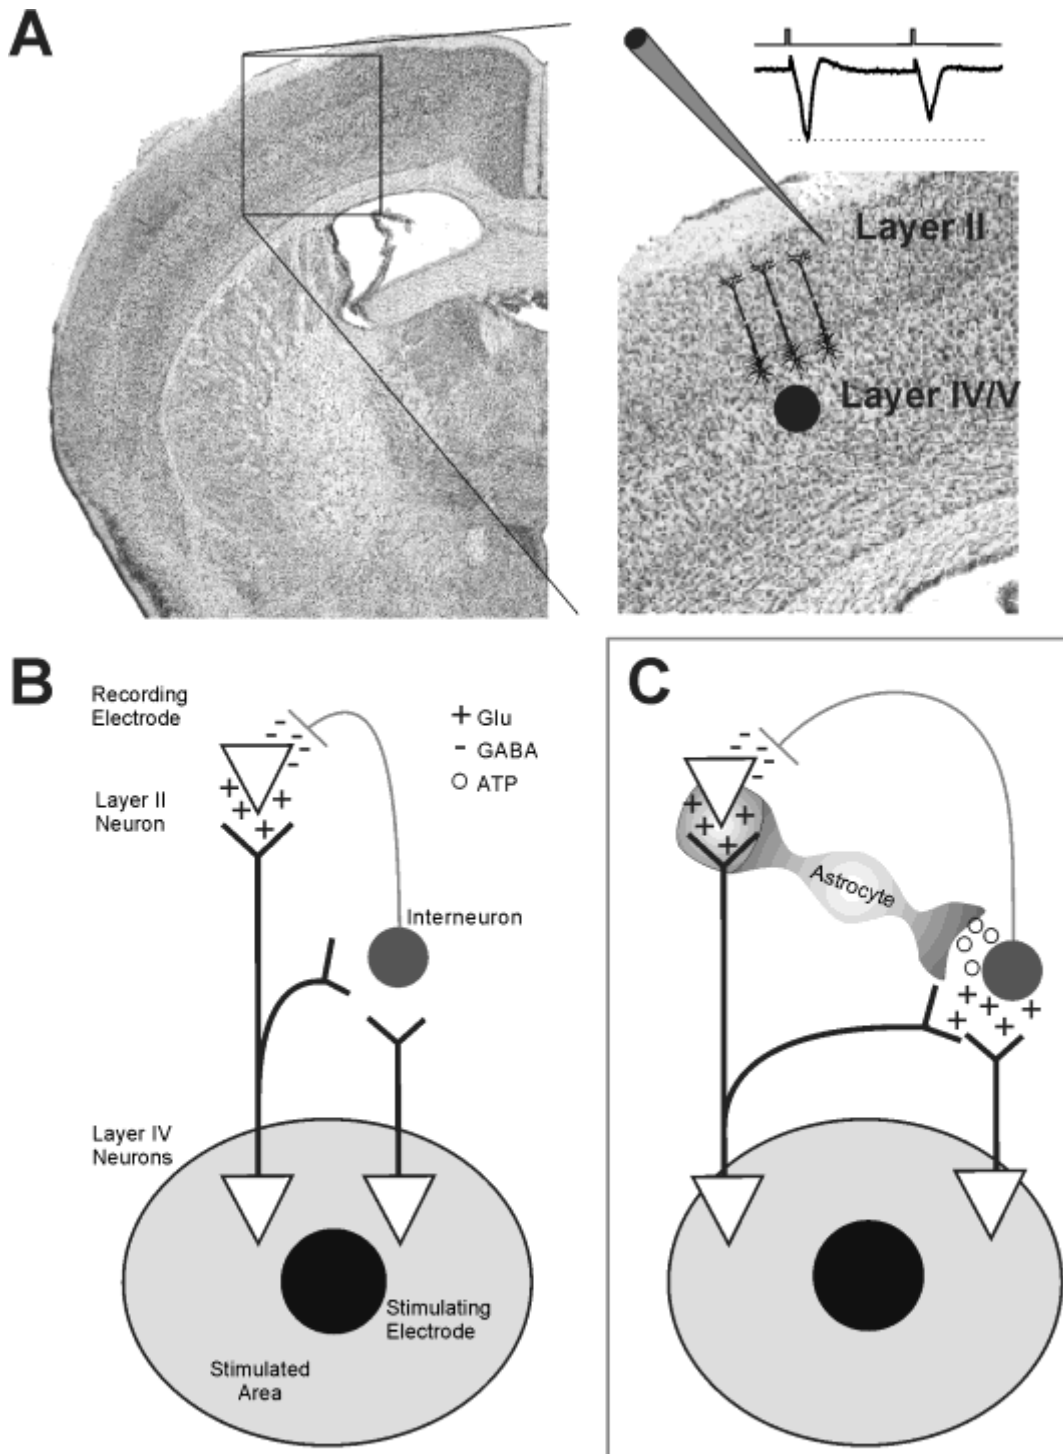 A
Layer II
Layer IV/V
B
Recording
Electrode
+ Glu
- GABA
○ ATP
Layer II
Neuron
Interneuron
Layer IV
Neurons
Stimulating
Electrode
Stimulated
Area
C
Astrocyte